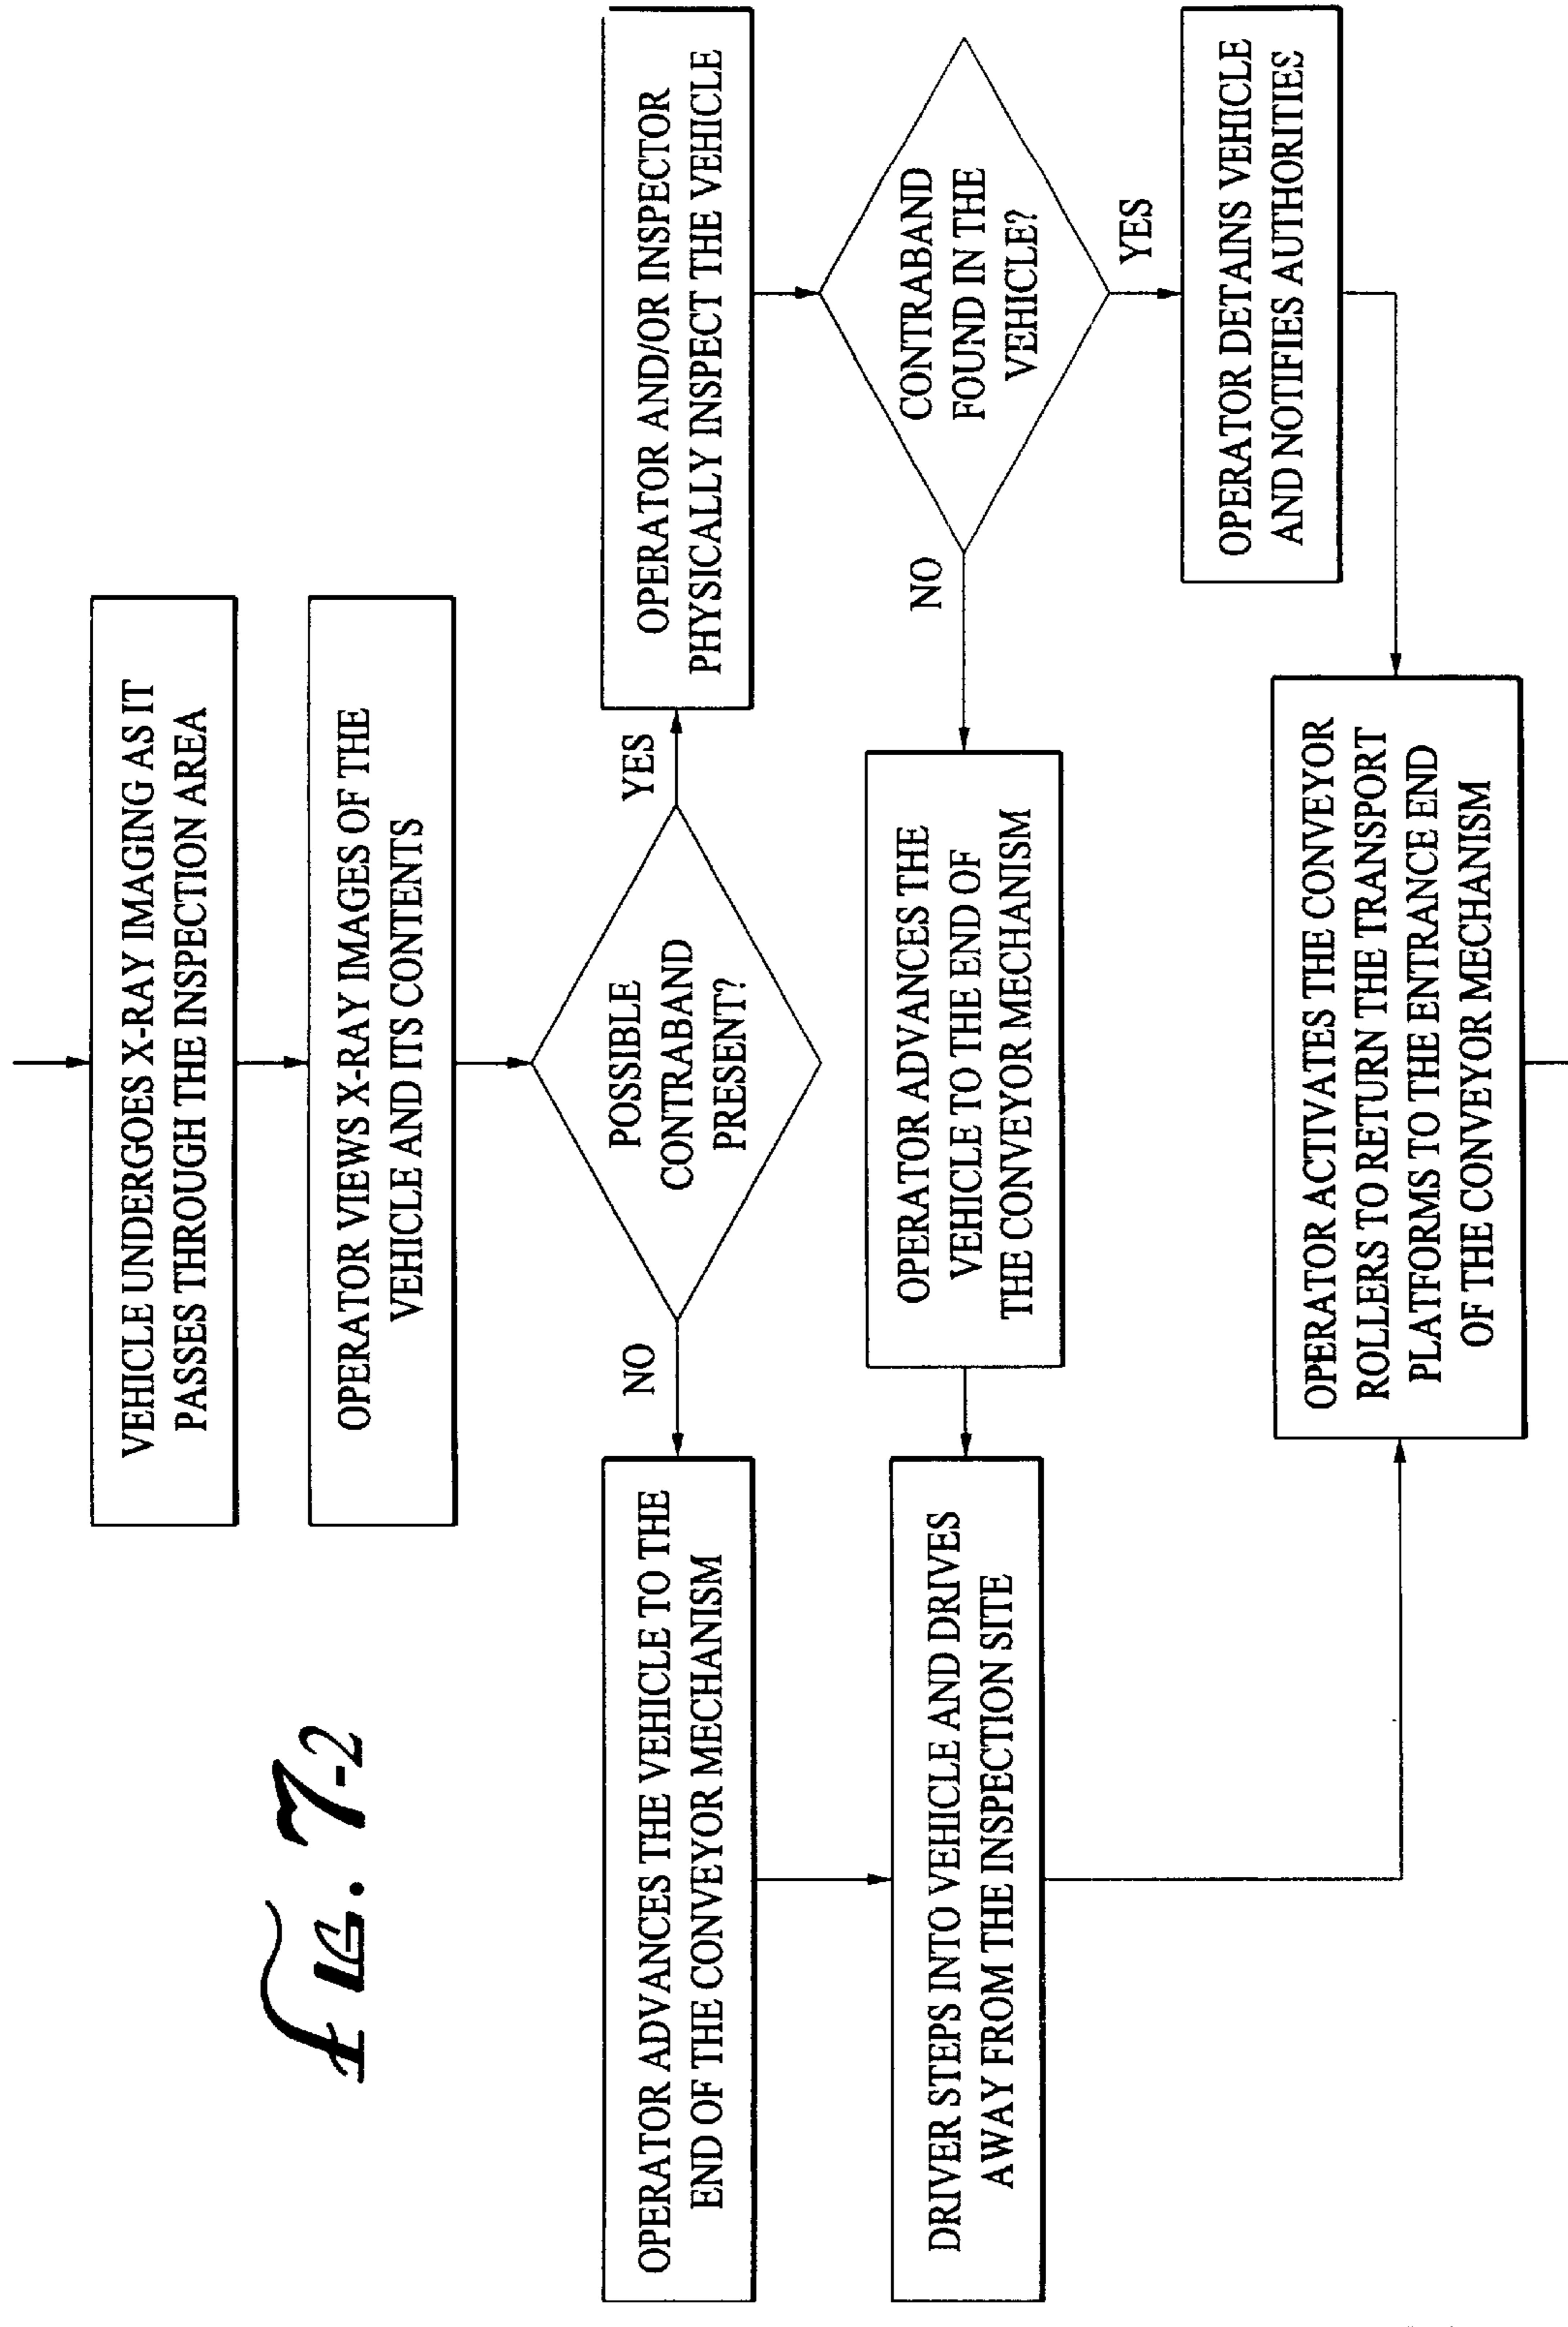 VEHICLE UNDERGOES X-RAY IMAGING AS IT
PASSES THROUGH THE INSPECTION AREA
OPERATOR VIEWS X-RAY IMAGES OF THE
VEHICLE AND ITS CONTENTS
POSSIBLE
CONTRABAND
PRESENT?
NO
YES
OPERATOR ADVANCES THE VEHICLE TO THE
END OF THE CONVEYOR MECHANISM
OPERATOR AND/OR INSPECTOR
PHYSICALLY INSPECT THE VEHICLE
CONTRABAND
FOUND IN THE
VEHICLE?
NO
YES
OPERATOR ADVANCES THE
VEHICLE TO THE END OF
THE CONVEYOR MECHANISM
DRIVER STEPS INTO VEHICLE AND DRIVES
AWAY FROM THE INSPECTION SITE
OPERATOR DETAINS VEHICLE
AND NOTIFIES AUTHORITIES
OPERATOR ACTIVATES THE CONVEYOR
ROLLERS TO RETURN THE TRANSPORT
PLATFORMS TO THE ENTRANCE END
OF THE CONVEYOR MECHANISM
FIG. 7-2